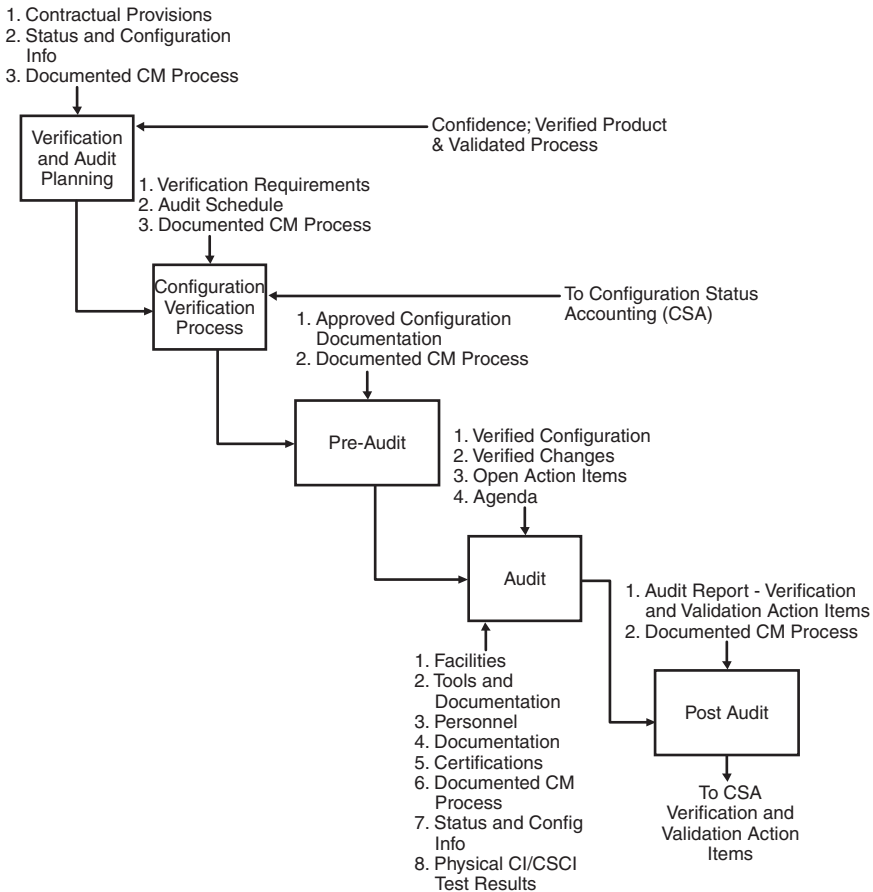 1. Contractual Provisions
2. Status and Configuration
Info
3. Documented CM Process
Verification
and Audit
Planning
Confidence; Verified Product
& Validated Process
1. Verification Requirements
2. Audit Schedule
3. Documented CM Process
Configuration
Verification
Process
To Configuration Status
Accounting (CSA)
1. Approved Configuration
Documentation
2. Documented CM Process
Pre-Audit
1. Verified Configuration
2. Verified Changes
3. Open Action Items
4. Agenda
Audit
1. Facilities
2. Tools and
Documentation
3. Personnel
4. Documentation
5. Certifications
6. Documented CM
Process
7. Status and Config
Info
8. Physical CI/CSCI
Test Results
1. Audit Report - Verification
and Validation Action Items
2. Documented CM Process
Post Audit
To CSA
Verification and
Validation Action
Items